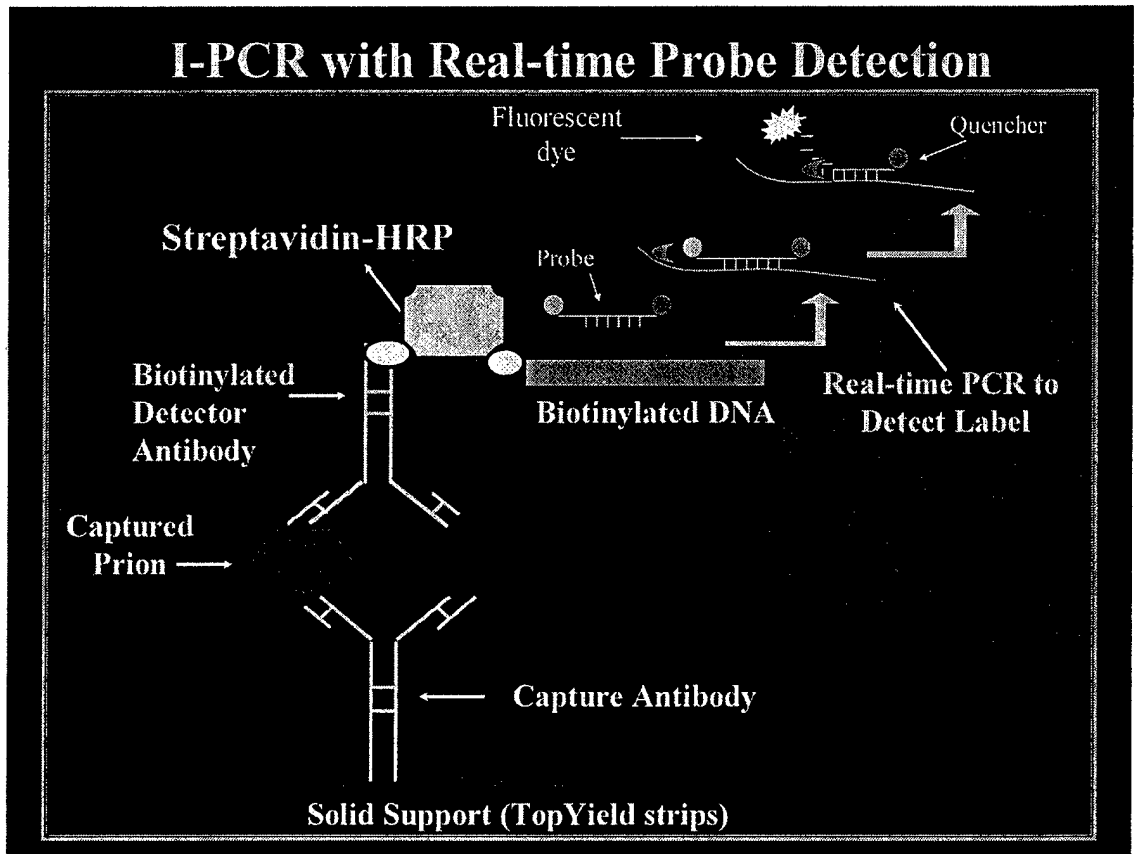 I-PCR with Real-time Probe Detection
Fluorescent
dye
Quencher
Streptavidin-HRP
Probe
Biotinylated
Detector
Antibody
Biotinylated DNA
Real-time PCR to
Detect Label
Captured
Prion
Capture Antibody
Solid Support (TopYield strips)